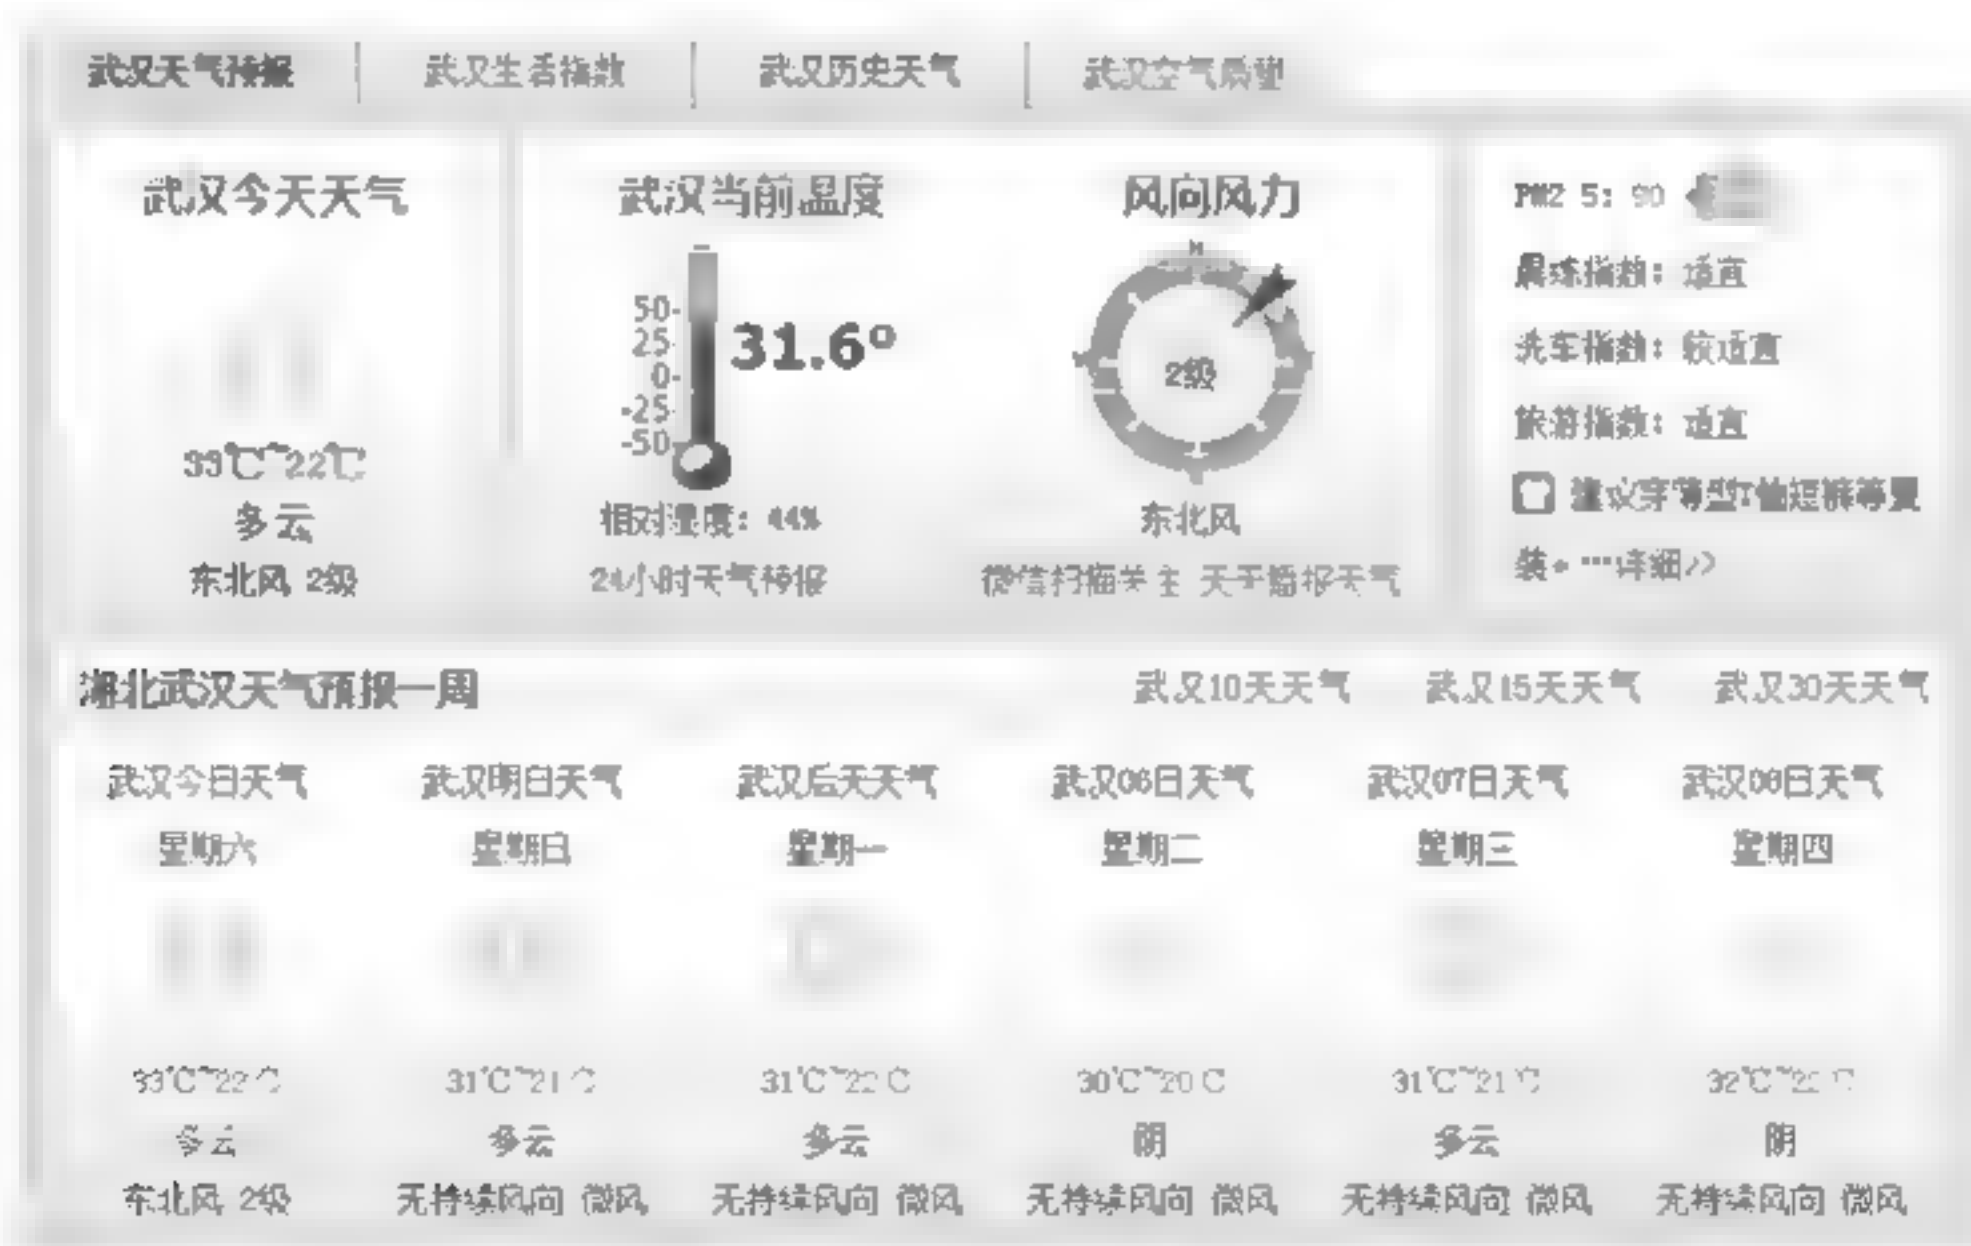 武汉天气预报 武汉生活指数 武汉历史天气 武汉空气质量
武汉今天天气
33℃~22℃
多云
东北风 2级
武汉当前温度
50-
25-
0-
-25-
-50-
31.6°
相对湿度: 44%
24小时天气预报
风向风力
N
2级
东北风
微信扫描关注 天天播报天气
PM2.5: 90
晨练指数: 适宜
洗车指数: 较适宜
旅游指数: 适宜
建议穿薄型T恤短裤等夏
装。…详细>>
湖北武汉天气预报一周 武汉10天天气 武汉15天天气 武汉30天天气
武汉今日天气 武汉明日天气 武汉后天天气 武汉06日天气 武汉07日天气 武汉08日天气
星期六 星期日 星期一 星期二 星期三 星期四
33℃~22℃ 31℃~21℃ 31℃~22℃ 30℃~20℃ 31℃~21℃ 32℃~
多云 多云 多云 阴 多云 阴
东北风 2级 无持续风向 微风 无持续风向 微风 无持续风向 微风 无持续风向 微风 无持续风向 微风